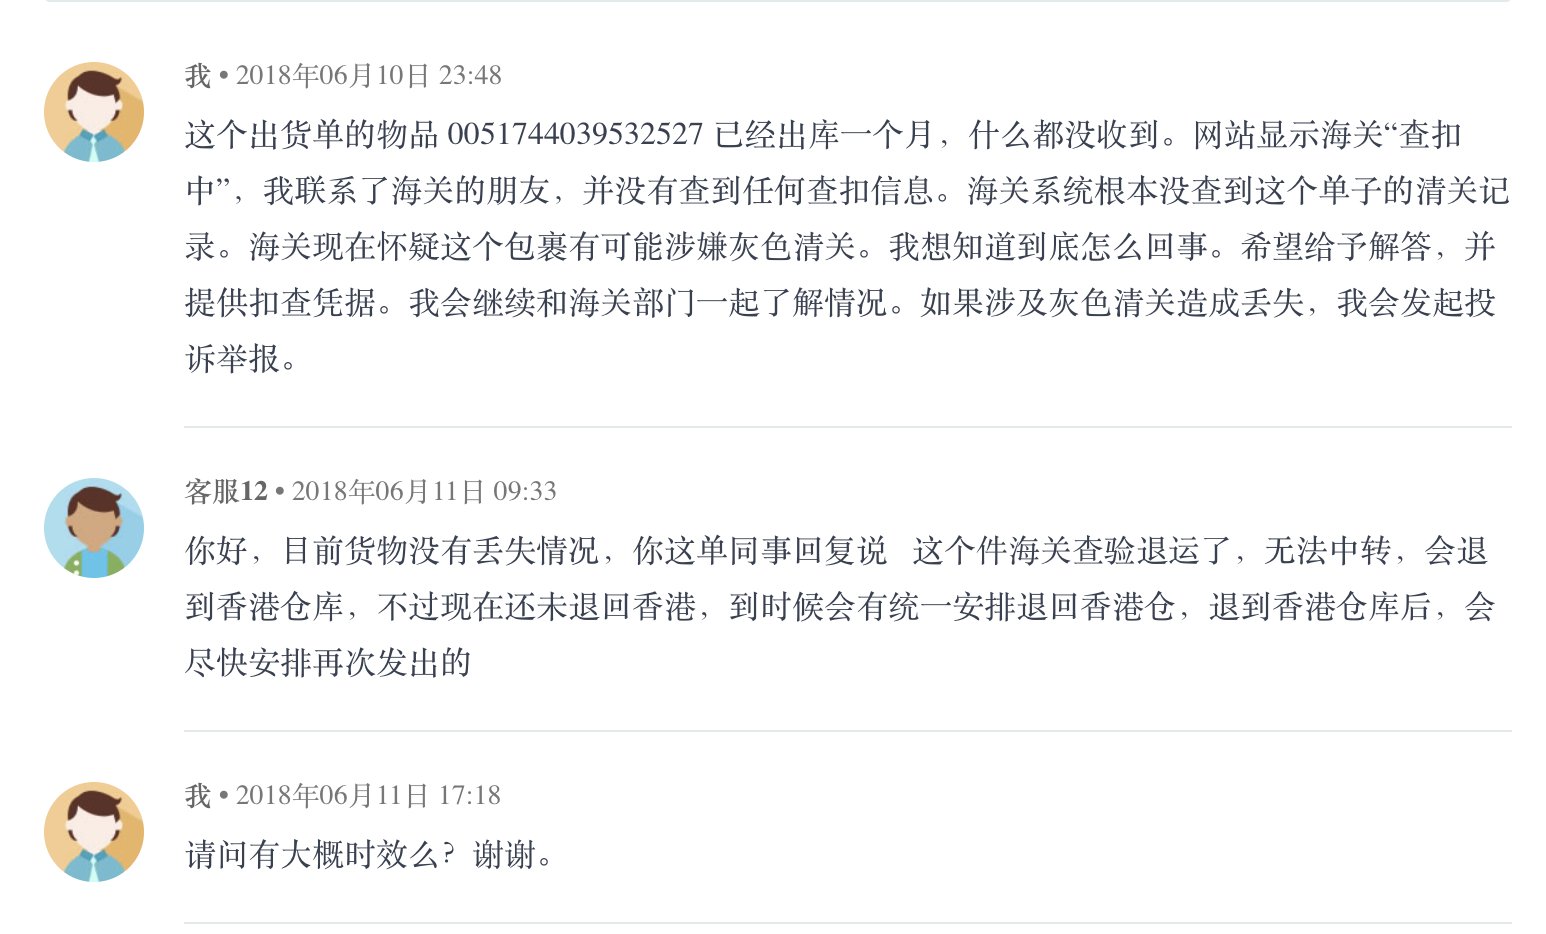 我 • 2018年06月10日 23:48
这个出货单的物品 0051744039532527 已经出库一个月，什么都没收到。网站显示海关“查扣
中”，我联系了海关的朋友，并没有查到任何查扣信息。海关系统根本没查到这个单子的清关记
录。海关现在怀疑这个包裹有可能涉嫌灰色清关。我想知道到底怎么回事。希望给予解答，并
提供扣查凭据。我会继续和海关部门一起了解情况。如果涉及灰色清关造成丢失，我会发起投
诉举报。
客服12 • 2018年06月11日 09:33
你好，目前货物没有丢失情况，你这单同事回复说   这个件海关查验退运了，无法中转，会退
到香港仓库，不过现在还未退回香港，到时候会有统一安排退回香港仓，退到香港仓库后，会
尽快安排再次发出的
我 • 2018年06月11日 17:18
请问有大概时效么？谢谢。